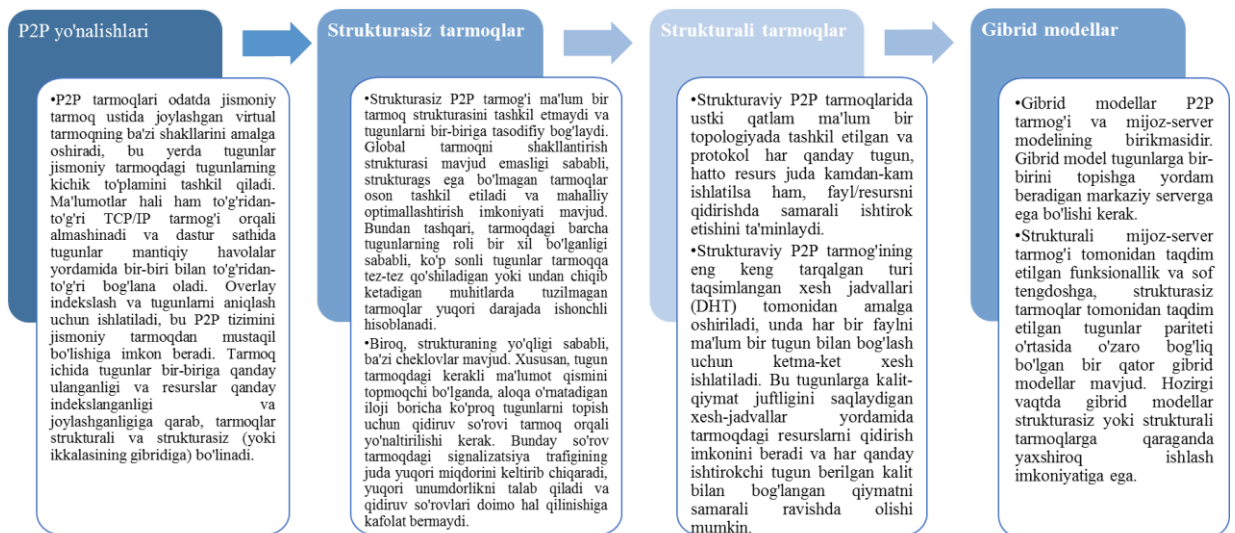 P2P yo'nalishlari
•P2P tarmoqlari odatda jismoniy
tarmoq ustida joylashgan virtual
tarmoqning ba'zi shakllarini amalga
oshiradi, bu yerda tugunlar
jismoniy tarmoqdagi tugunlarning
kichik to'plamini tashkil qiladi.
Ma'lumotlar hali ham to'g'ridan-
to'g'ri TCP/IP tarmog'i orqali
almashinadi va dastur sathida
tugunlar mantiqiy havolalar
yordamida bir-biri bilan to'g'ridan-
to'g'ri bog'lana oladi. Overlay
indekslash va tugunlarni aniqlash
uchun ishlatiladi, bu P2P tizimini
jismoniy tarmoqdan mustaqil
bo'lishiga imkon beradi. Tarmoq
ichida tugunlar bir-biriga qanday
ulanganligi va resurslar qanday
indekslanganligi va
joylashganligiga qarab, tarmoqlar
strukturali va strukturasiz (yoki
ikkalasining gibridiga) bo'linadi.
Strukturasiz tarmoqlar
•Strukturasiz P2P tarmog'i ma'lum bir
tarmoq strukturasini tashkil etmaydi va
tugunlarni bir-biriga tasodifiy bog'laydi.
Global tarmoqni shakllantirish
strukturasi mavjud emasligi sababli,
strukturags ega bo'lmagan tarmoqlar
oson tashkil etiladi va mahalliy
optimallashtirish imkoniyati mavjud.
Bundan tashqari, tarmoqdagi barcha
tugunlarning roli bir xil bo'lganligi
sababli, ko'p sonli tugunlar tarmoqqa
tez-tez qo'shiladigan yoki undan chiqib
ketadigan muhitlarda tuzilmagan
tarmoqlar yuqori darajada ishonchli
hisoblanadi.
•Biroq, strukturaning yo'qligi sababli,
ba'zi cheklovlar mavjud. Xususan, tugun
tarmoqdagi kerakli ma'lumot qismini
topmoqchi bo'lganda, aloqa o'rnatadigan
iloji boricha ko'proq tugunlarni topish
uchun qidiruv so'rovi tarmoq orqali
yo'naltirilishi kerak. Bunday so'rov
tarmoqdagi signalizatsiya trafigining
juda yuqori miqdorini keltirib chiqaradi,
yuqori unumdorlikni talab qiladi va
qidiruv so'rovlari doimo hal qilinishiga
kafolat bermaydi.
Strukturali tarmoqlar
•Strukturaviy P2P tarmoqlarida
ustki qatlam ma'lum bir
topologiyada tashkil etilgan va
protokol har qanday tugun,
hatto resurs juda kamdan-kam
ishlatilsa ham, fayl/resursni
qidirishda samarali ishtirok
etishini ta'minlaydi.
•Strukturaviy P2P tarmog'ining
eng keng tarqalgan turi
taqsimlangan xesh jadvallari
(DHT) tomonidan amalga
oshiriladi, unda har bir faylni
ma'lum bir tugun bilan bog'lash
uchun ketma-ket xesh
ishlatiladi. Bu tugunlarga kalit-
qiymat juftligini saqlaydigan
xesh-jadvallar yordamida
tarmoqdagi resurslarni qidirish
imkonini beradi va har qanday
ishtirokchi tugun berilgan kalit
bilan bog'langan qiymatni
samarali ravishda olishi
mumkin.
Gibrid modellar
•Gibrid modellar P2P
tarmog'i va mijoz-server
modelining birikmasidir.
Gibrid model tugunlarga bir-
birini topishga yordam
beradigan markaziy serverga
ega bo'lishi kerak.
•Strukturali mijoz-server
tarmog'i tomonidan taqdim
etilgan funksionallik va sof
tengdoshga, strukturasiz
tarmoqlar tomonidan taqdim
etilgan tugunlar pariteti
o'rtasida o'zaro bog'liq
bo'lgan bir qator gibrid
modellar mavjud. Hozirgi
vaqtda gibrid modellar
strukturasiz yoki strukturali
tarmoqlarga qaraganda
yaxshiroq ishlash
imkoniyatiga ega.